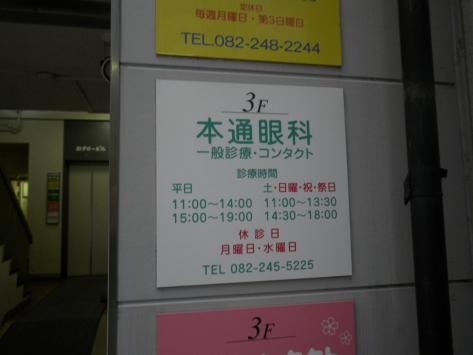 定休日
毎週月曜日・第3日曜日
TEL.082-248-2244
3F
本通眼科
一般診療・コンタクト
診療時間
平日 土・日曜・祝・祭日
11:00～14:00 11:00～13:30
15:00～19:00 14:30～18:00
休診日
月曜日・水曜日
TEL 082-245-5225
3F